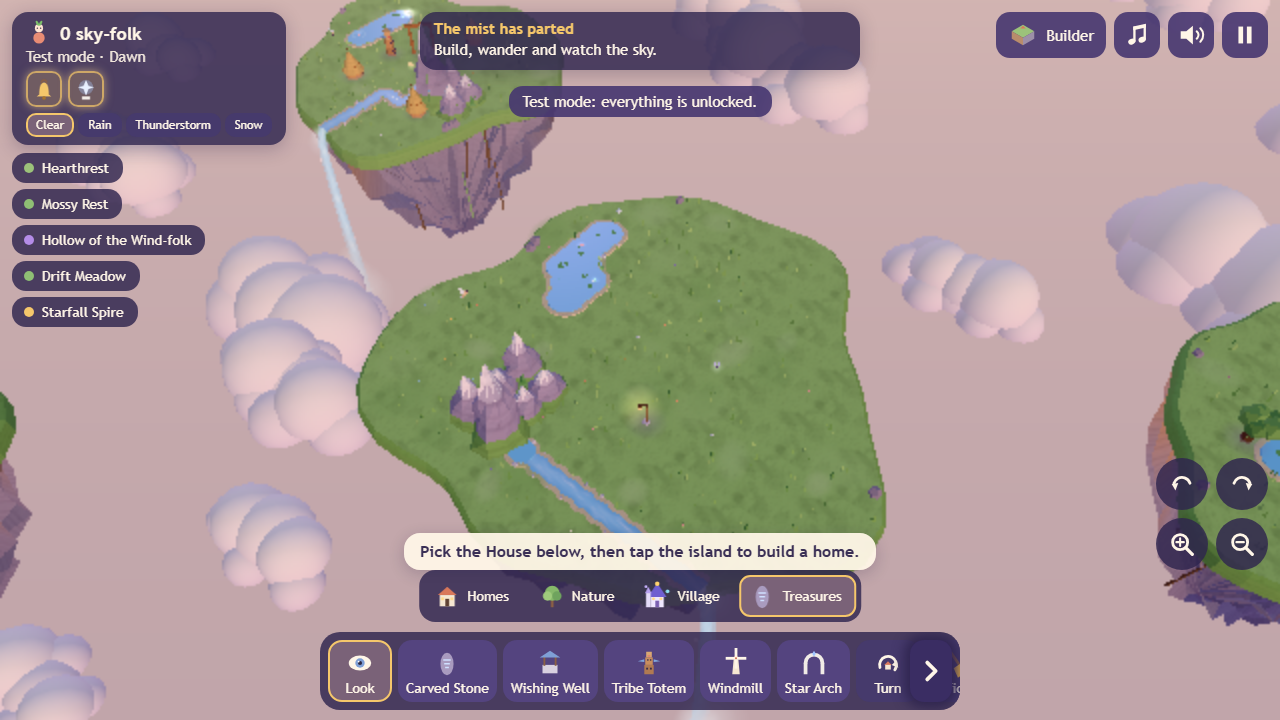 0 sky-folk
Test mode · Dawn
Clear
Rain
Thunderstorm
Snow
Hearthrest
Mossy Rest
Hollow of the Wind-folk
Drift Meadow
Starfall Spire
The mist has parted
Build, wander and watch the sky.
Test mode: everything is unlocked.
Builder
Pick the House below, then tap the island to build a home.
Homes
Nature
Village
Treasures
Look
Carved Stone
Wishing Well
Tribe Totem
Windmill
Star Arch
Turn